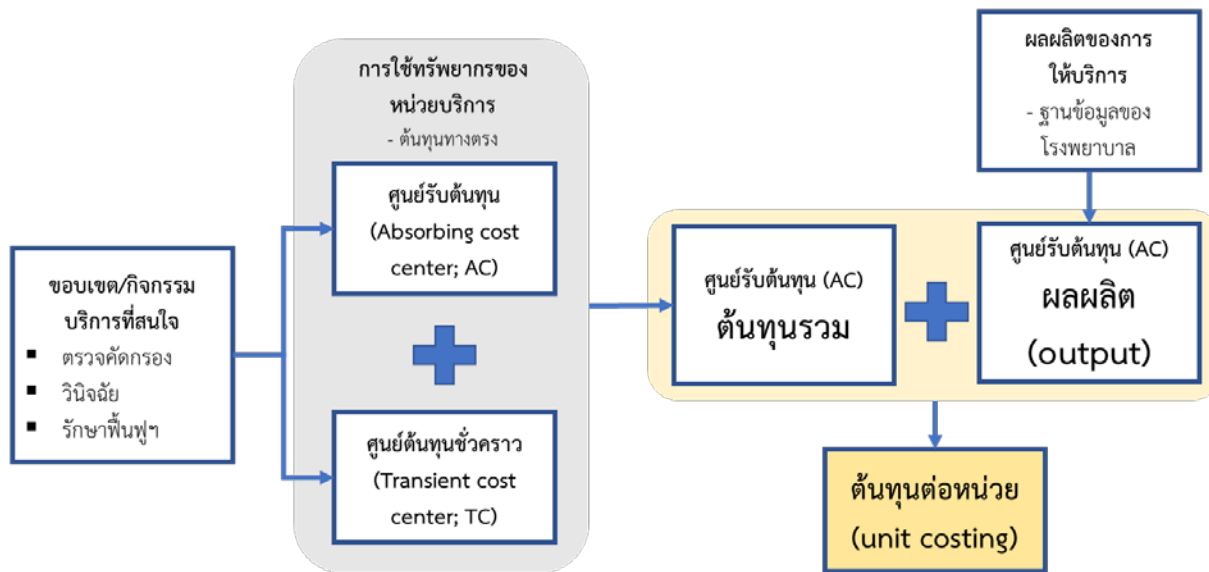 ขอบเขต/กิจกรรม
บริการที่สนใจ
▪ ตรวจคัดกรอง
▪ วินิจฉัย
▪ รักษาฟื้นฟูฯ
การใช้ทรัพยากรของ
หน่วยบริการ
- ต้นทุนทางตรง
ศูนย์รับต้นทุน
(Absorbing cost
center; AC)
ศูนย์ต้นทุนชั่วคราว
(Transient cost
center; TC)
ศูนย์รับต้นทุน (AC)
ต้นทุนรวม
ผลผลิตของการ
ให้บริการ
- ฐานข้อมูลของ
โรงพยาบาล
ศูนย์รับต้นทุน (AC)
ผลผลิต
(output)
ต้นทุนต่อหน่วย
(unit costing)